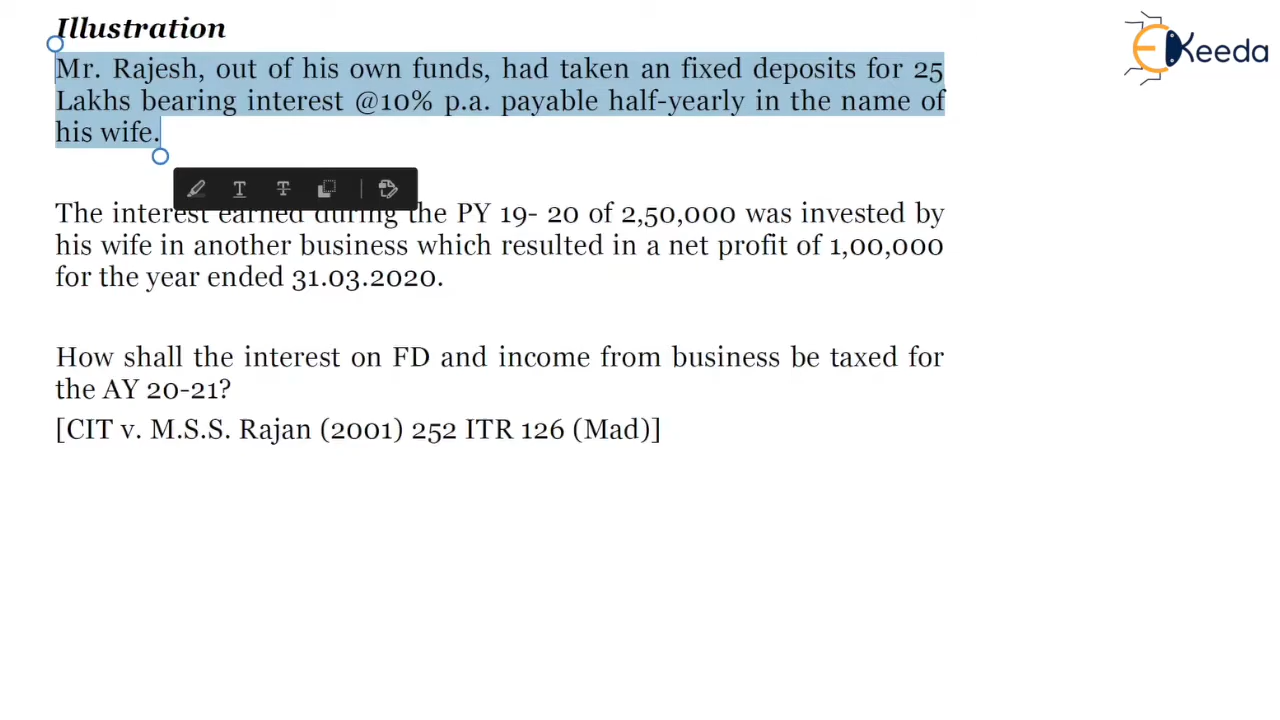 Illustration
EKeeda
Mr. Rajesh, out of his own funds, had taken an fixed deposits for 25
Lakhs bearing interest @10% p.a. payable half-yearly in the name of
his wife.
The interest earned during the PY 19- 20 of 2,50,000 was invested by
his wife in another business which resulted in a net profit of 1,00,000
for the year ended 31.03.2020.
How shall the interest on FD and income from business be taxed for
the AY 20-21?
[CIT v. M.S.S. Rajan (2001) 252 ITR 126 (Mad)]